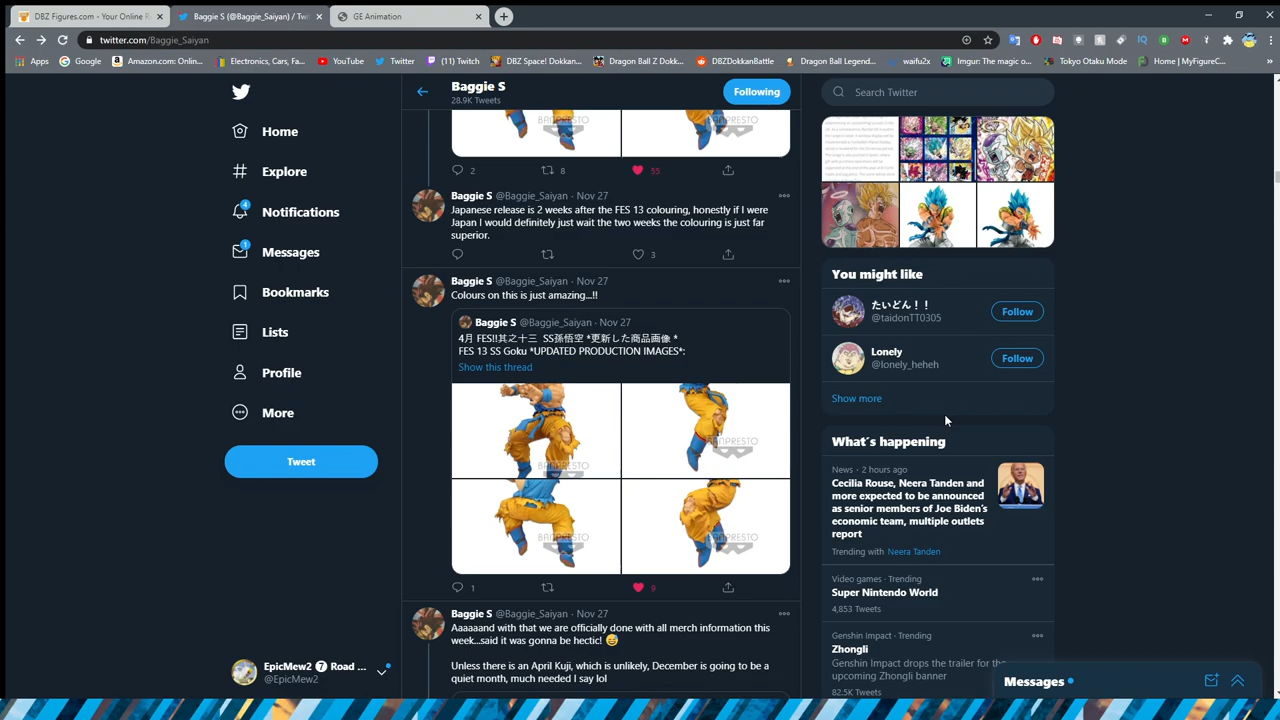 DBZ Figures.com - Your Online R
Baggie S (@Baggie_Saiyan) / Twi
GE Animation
twitter.com/Baggie_Saiyan
Apps
Google
Amazon.com: Onlin...
Electronics, Cars, Fa...
YouTube
Twitter
(11) Twitch
DBZ Space! Dokkan...
Dragon Ball Z Dokk...
DBZDokkanBattle
Dragon Ball Legend...
waifu2x
Imgur: The magic o...
Tokyo Otaku Mode
Home | MyFigureC...
Home
Explore
4
Notifications
1
Messages
Bookmarks
Lists
Profile
More
Tweet
EpicMew2 7 Road ...
@EpicMew2
Baggie S
28.9K Tweets
Following
BANPRESTO
BANPRESTO
2
8
55
Baggie S @Baggie_Saiyan · Nov 27
Japanese release is 2 weeks after the FES 13 colouring, honestly if I were
Japan I would definitely just wait the two weeks the colouring is just far
superior.
3
Baggie S @Baggie_Saiyan · Nov 27
Colours on this is just amazing...!!
Baggie S @Baggie_Saiyan · Nov 27
4月 FES!!其之十三 SS孫悟空 *更新した商品画像 *
FES 13 SS Goku *UPDATED PRODUCTION IMAGES*:
Show this thread
BANPRESTO
BANPRESTO
BANPRESTO
BANPRESTO
1
9
Baggie S @Baggie_Saiyan · Nov 27
Aaaaaand with that we are officially done with all merch information this
week...said it was gonna be hectic!
Unless there is an April Kuji, which is unlikely, December is going to be a
quiet month, much needed I say lol
Search Twitter
You might like
たいどん！！
@taidonTT0305
Follow
Lonely
@lonely_heheh
Follow
Show more
What's happening
News · 2 hours ago
Cecilia Rouse, Neera Tanden and
more expected to be announced
as senior members of Joe Biden's
economic team, multiple outlets
report
Trending with Neera Tanden
Video games · Trending
Super Nintendo World
4,853 Tweets
Genshin Impact · Trending
Zhongli
Genshin Impact drops the trailer for the
upcoming Zhongli banner
82.5K Tweets
Messages